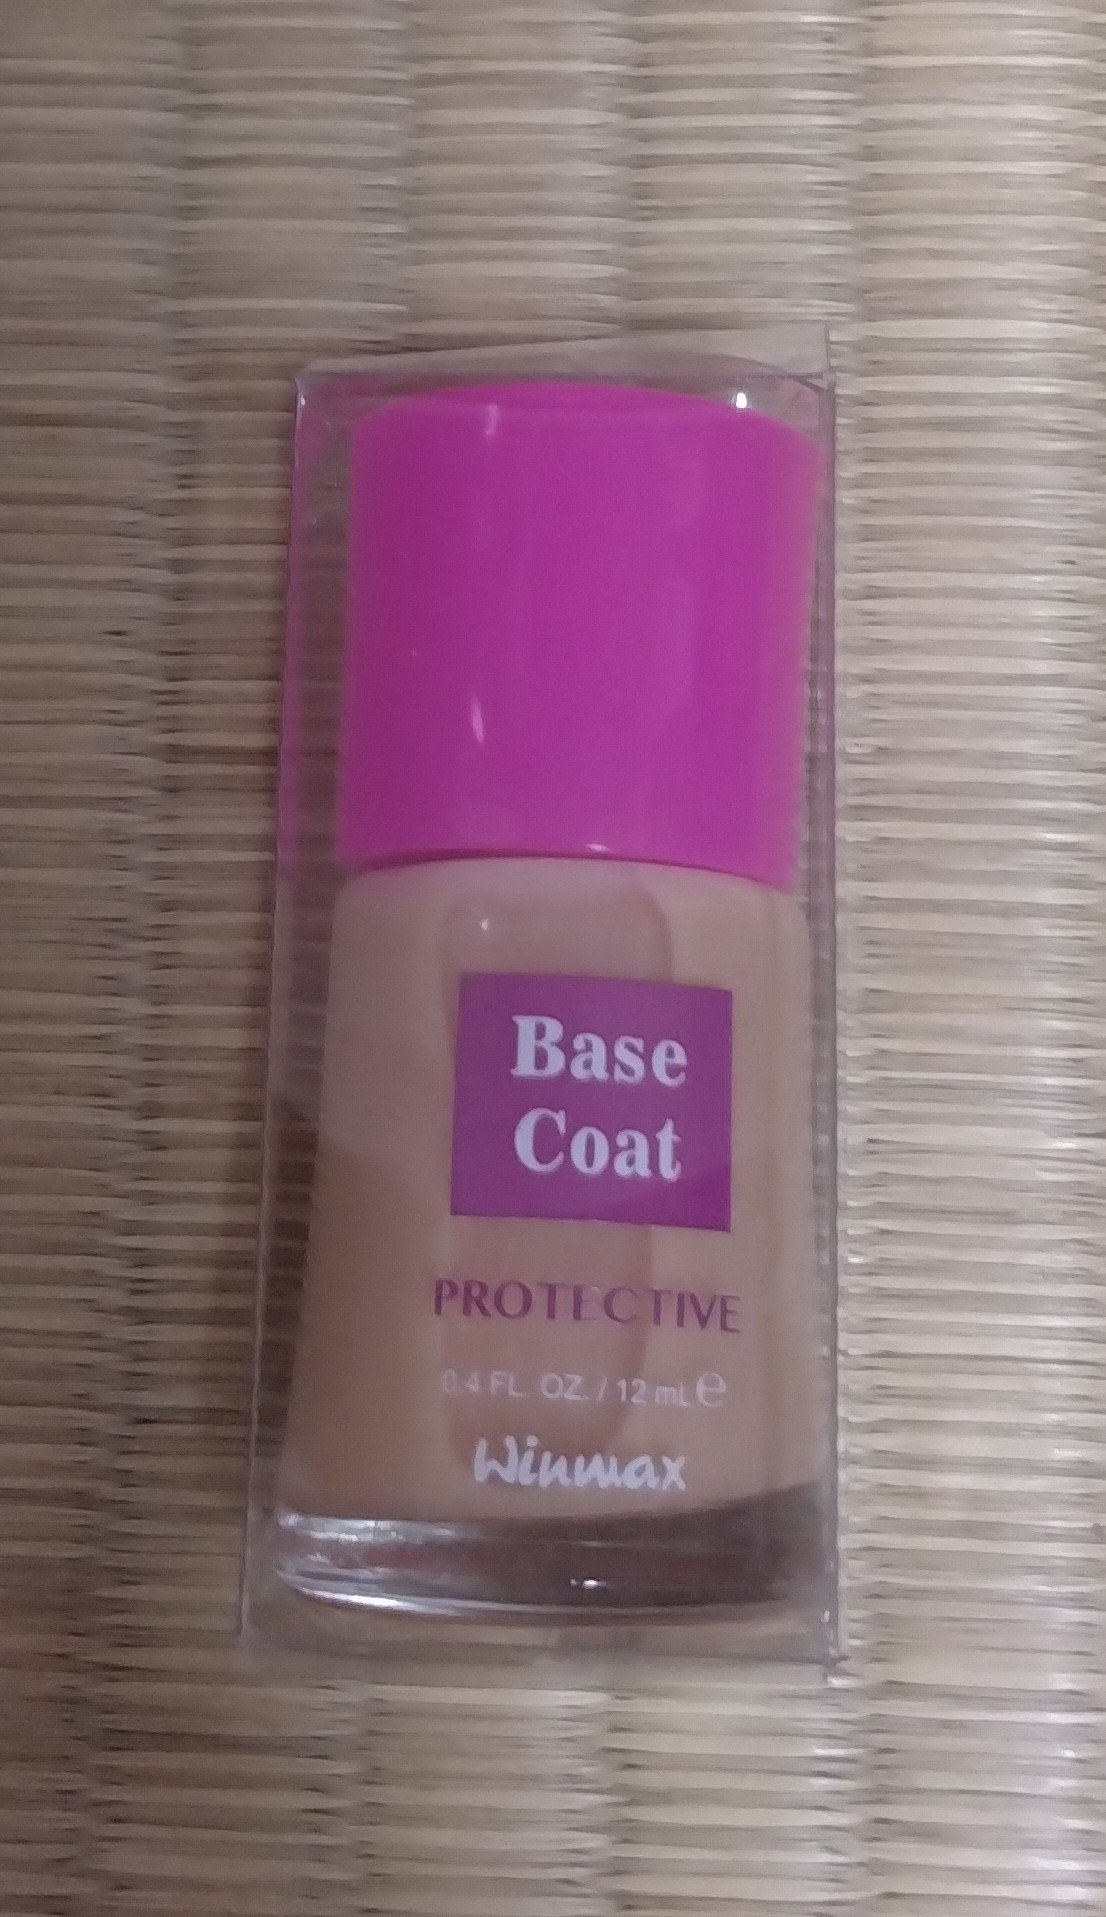 Base
Coat
PROTECTIVE
0.4 FL. OZ. / 12 mL ℮
Winmax